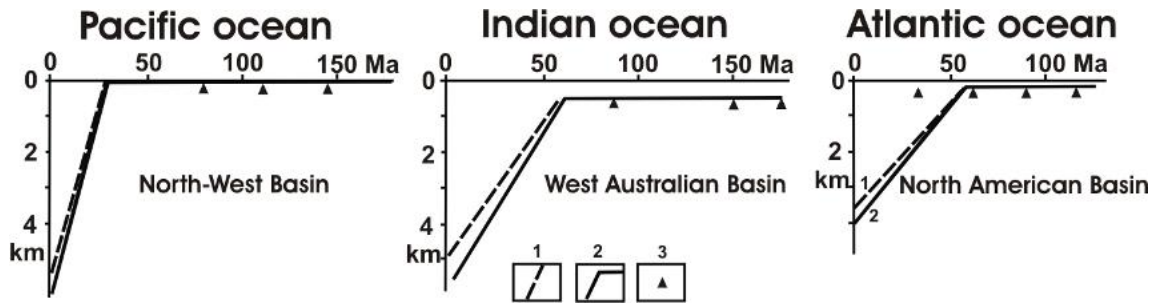 Pacific ocean
0 50 100 150 Ma
0
2
4
km
North-West Basin
Indian ocean
0 50 100 150 Ma
0
2
4
km
West Australian Basin
1 2 3
Atlantic ocean
0 50 100 Ma
0
2
km
1
2
North American Basin